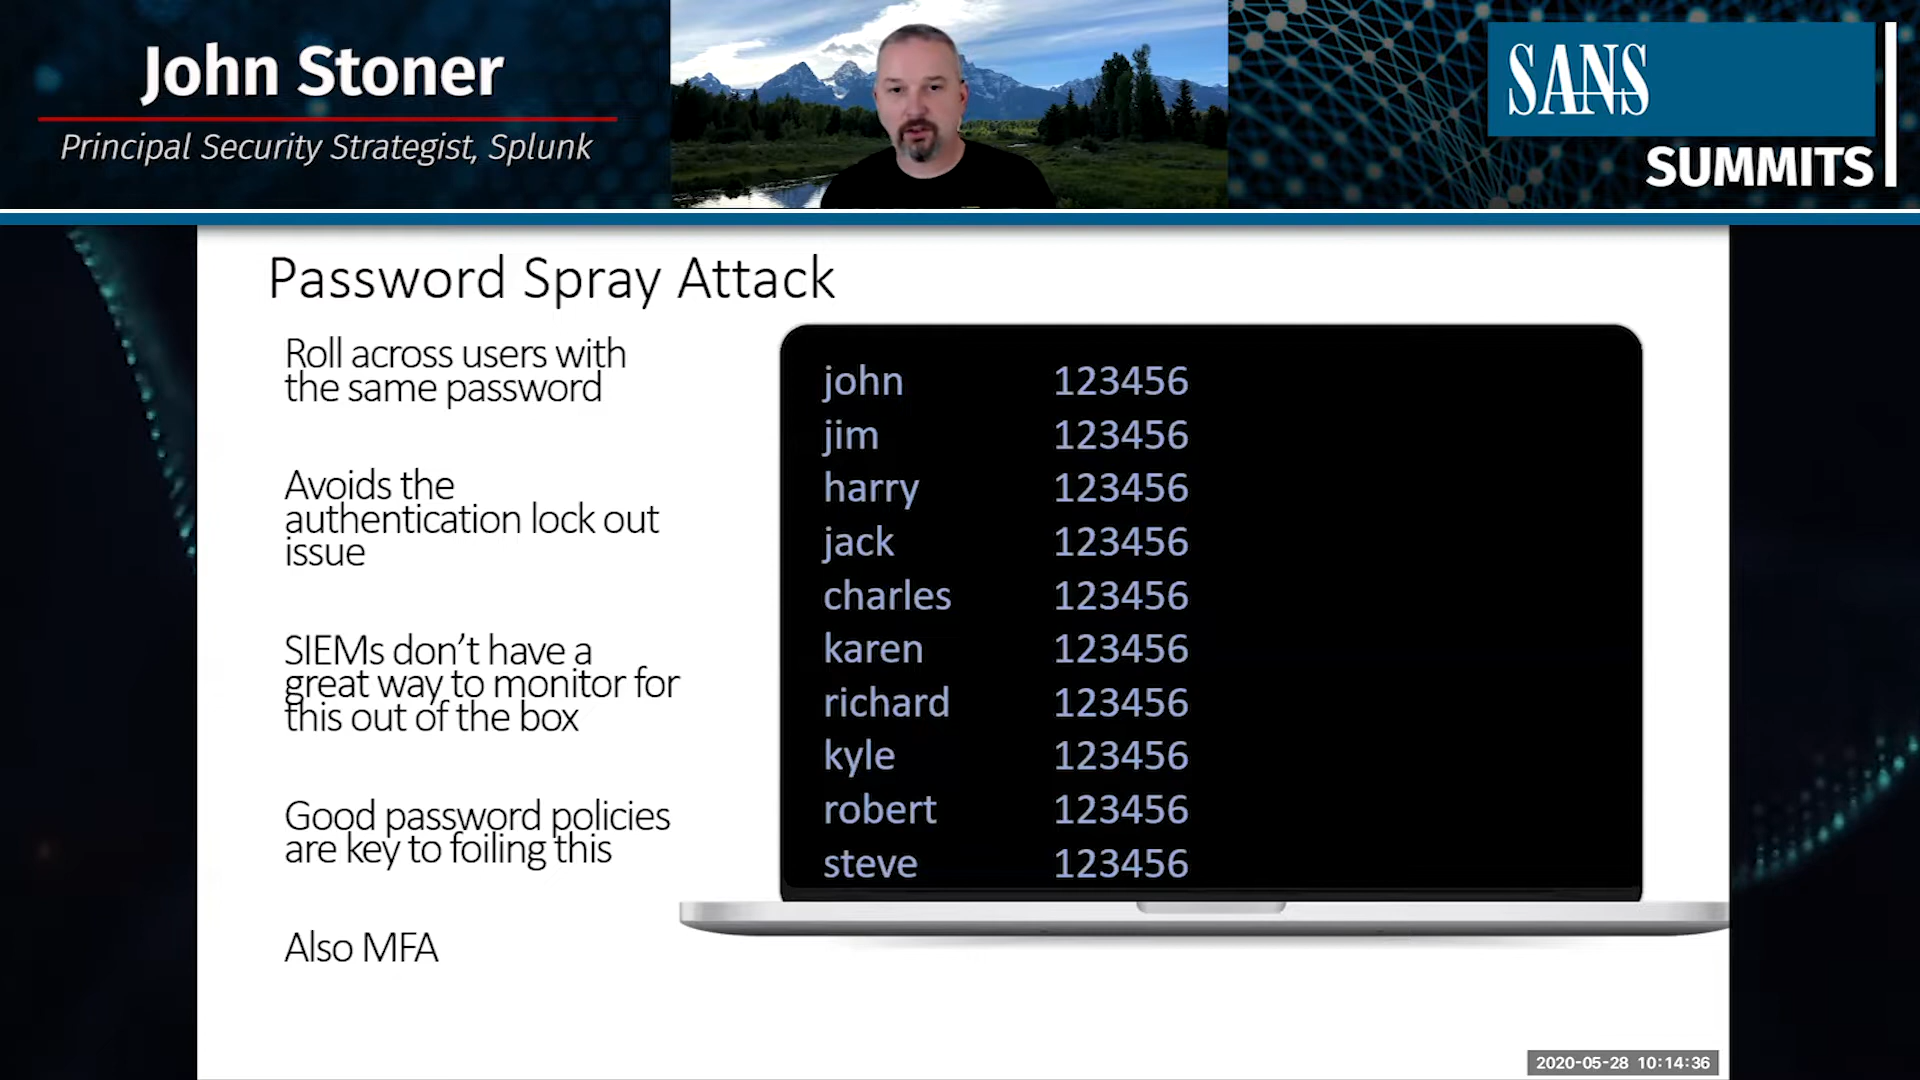 John Stoner
Principal Security Strategist, Splunk
SANS
SUMMITS
Password Spray Attack
Roll across users with
the same password
Avoids the
authentication lock out
issue
SIEMs don’t have a
great way to monitor for
this out of the box
Good password policies
are key to foiling this
Also MFA
john 123456
jim 123456
harry 123456
jack 123456
charles 123456
karen 123456
richard 123456
kyle 123456
robert 123456
steve 123456
2020-05-28 10:14:36